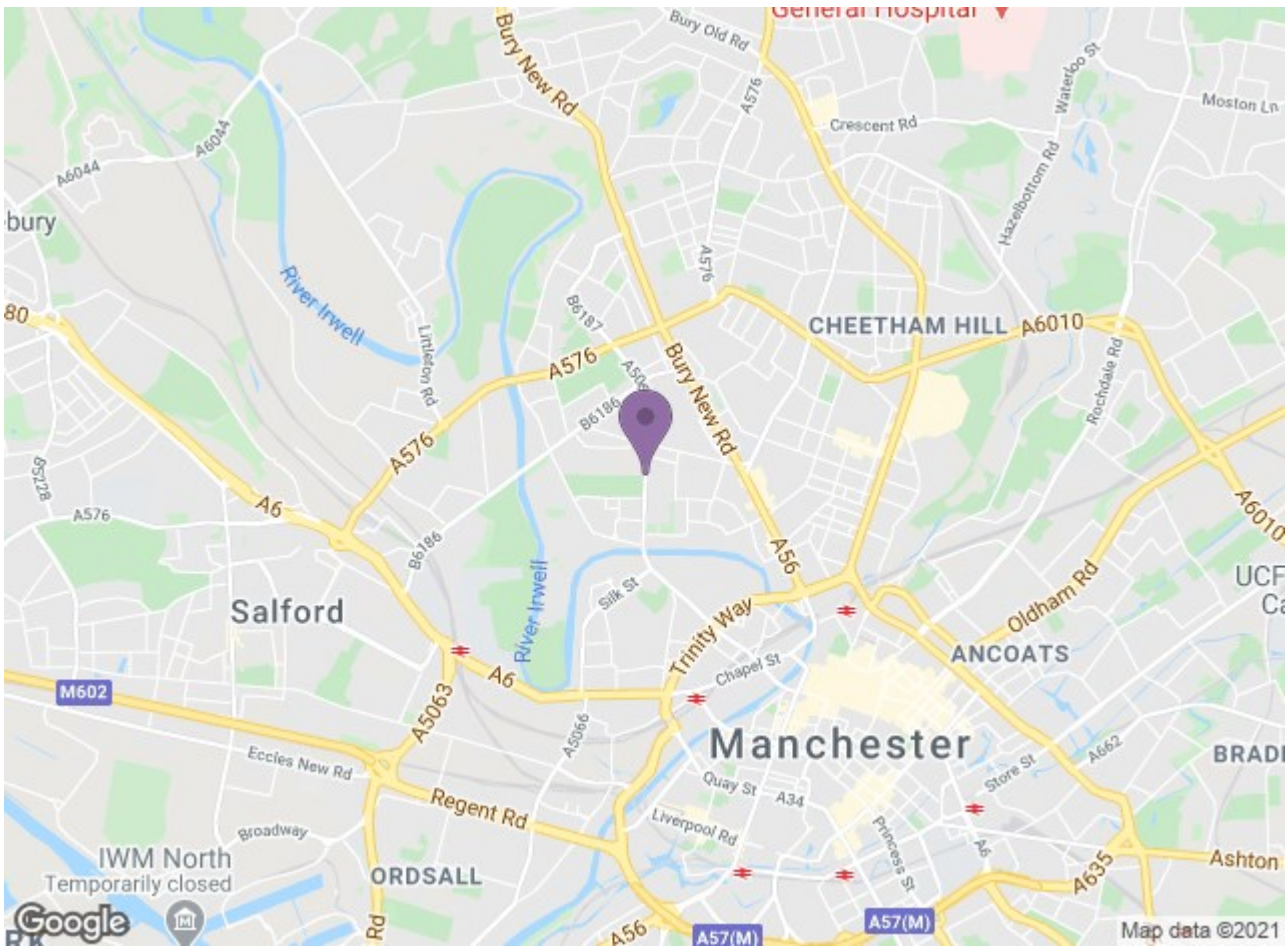 General Hospital
Bury Old Rd
Bury New Rd
A576
Waterloo St
Moston Ln
Crescent Rd
A6044
A6044
Hazelbottom Rd
bury
River Irwell
A576
B6187
80
Littleton Rd
CHEETHAM HILL
A6010
A576
Bury New Rd
Rochdale Rd
B6186
A576
B5228
A6
A576
B6186
A6010
A56
River Irwell
Silk St
Oldham Rd
Salford
Trinity Way
ANCOATS
Chapel St
A6
M602
A5063
A5066
Manchester
A662
Store St
Eccles New Rd
Quay St
A34
Regent Rd
Liverpool Rd
Princess St
A6
Broadway
IWM North
Temporarily closed
ORDSALL
A635
Ashton
Google
Rd
A56
A57(M)
A57(M)
Map data ©2021